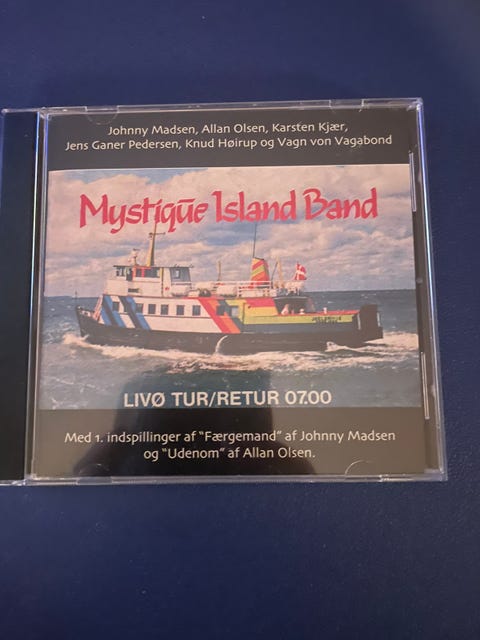 Johnny Madsen, Allan Olsen, Karsten Kjær,
Jens Ganer Pedersen, Knud Høirup og Vagn von Vagabond
Mystique Island Band
LIVØ TUR/RETUR 07.00
Med 1. indspillinger af "Færgemand" af Johnny Madsen
og "Udenom" af Allan Olsen.